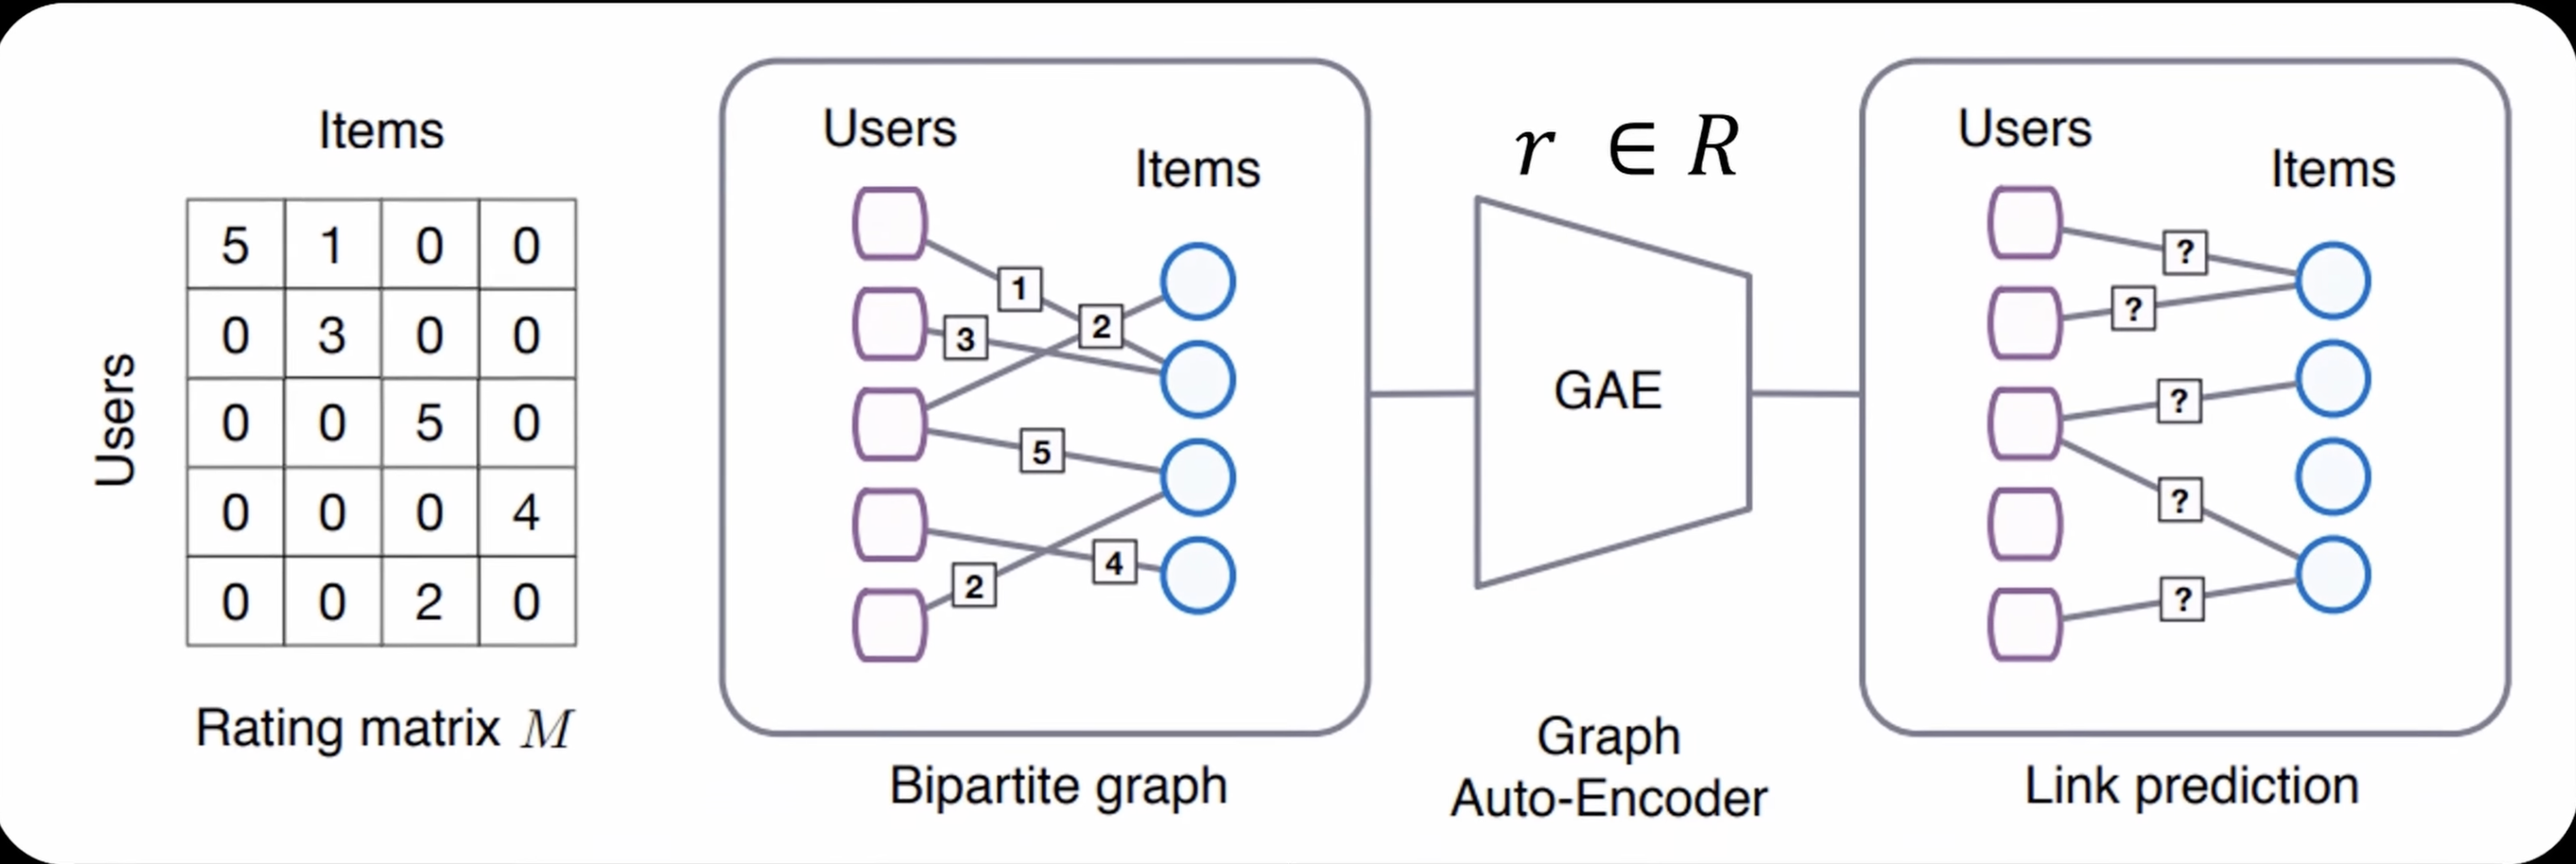 Items
Users
5 1 0 0
0 3 0 0
0 0 5 0
0 0 0 4
0 0 2 0
Rating matrix M
Users
Items
1
2
3
5
4
2
Bipartite graph
r ∈ R
GAE
Graph
Auto-Encoder
Users
Items
?
?
?
?
?
Link prediction